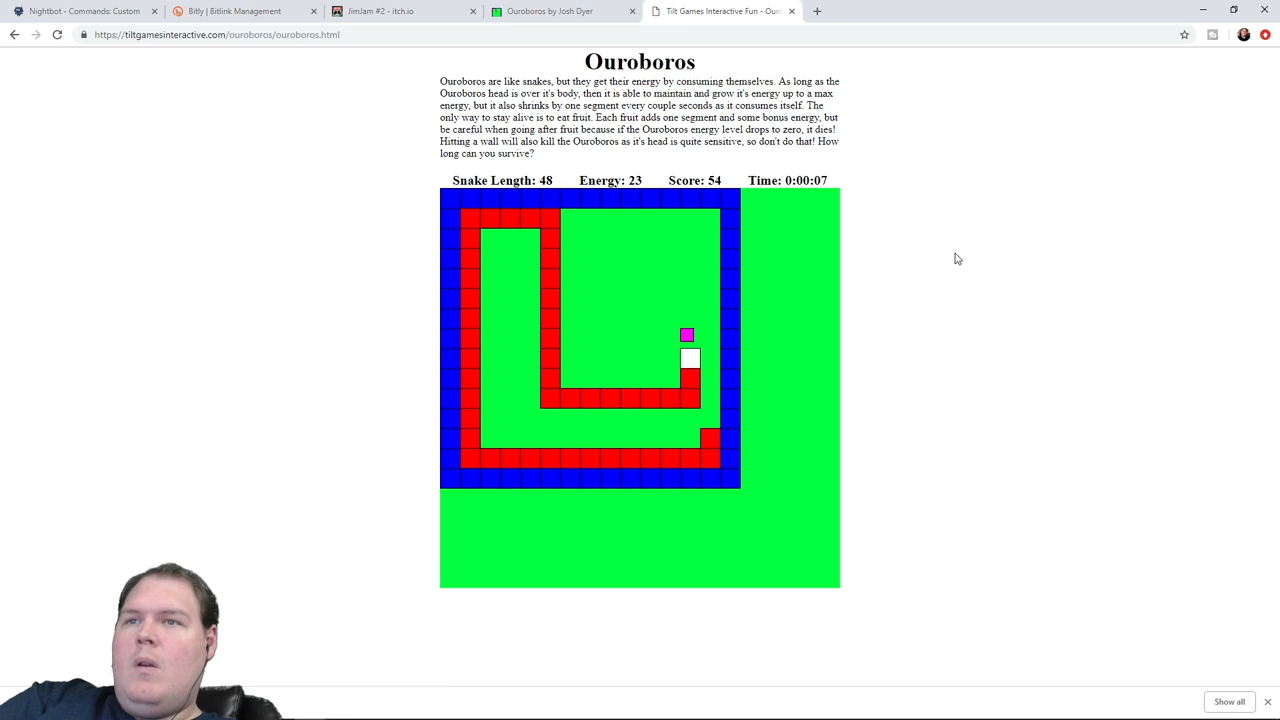 Nightbot - Commands: Custom
Bitly | Bitlink Management
JimJam #2 - itch.io
Ouroboros by Josh Dyer
Tilt Games Interactive Fun - Ouro
https://tiltgamesinteractive.com/ouroboros/ouroboros.html
Ouroboros
Ouroboros are like snakes, but they get their energy by consuming themselves. As long as the
Ouroboros head is over it's body, then it is able to maintain and grow it's energy up to a max
energy, but it also shrinks by one segment every couple seconds as it consumes itself. The
only way to stay alive is to eat fruit. Each fruit adds one segment and some bonus energy, but
be careful when going after fruit because if the Ouroboros energy level drops to zero, it dies!
Hitting a wall will also kill the Ouroboros as it's head is quite sensitive, so don't do that! How
long can you survive?
Snake Length: 48 Energy: 23 Score: 54 Time: 0:00:07
Show all